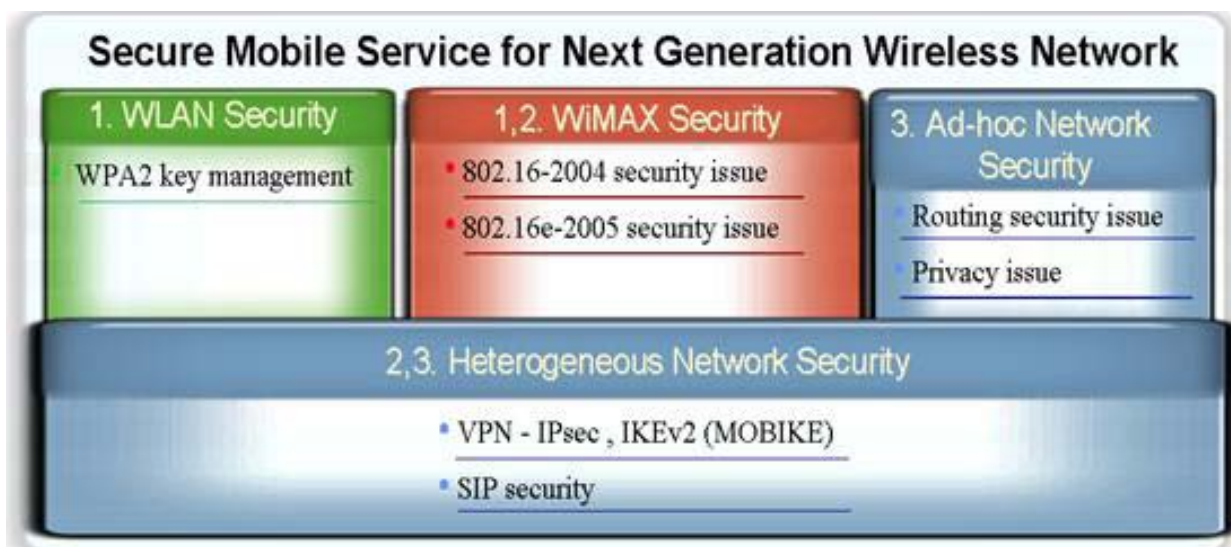 Secure Mobile Service for Next Generation Wireless Network
1. WLAN Security
• WPA2 key management
1,2. WiMAX Security
• 802.16-2004 security issue
• 802.16e-2005 security issue
3. Ad-hoc Network
Security
• Routing security issue
• Privacy issue
2,3. Heterogeneous Network Security
• VPN - IPsec , IKEv2 (MOBIKE)
• SIP security